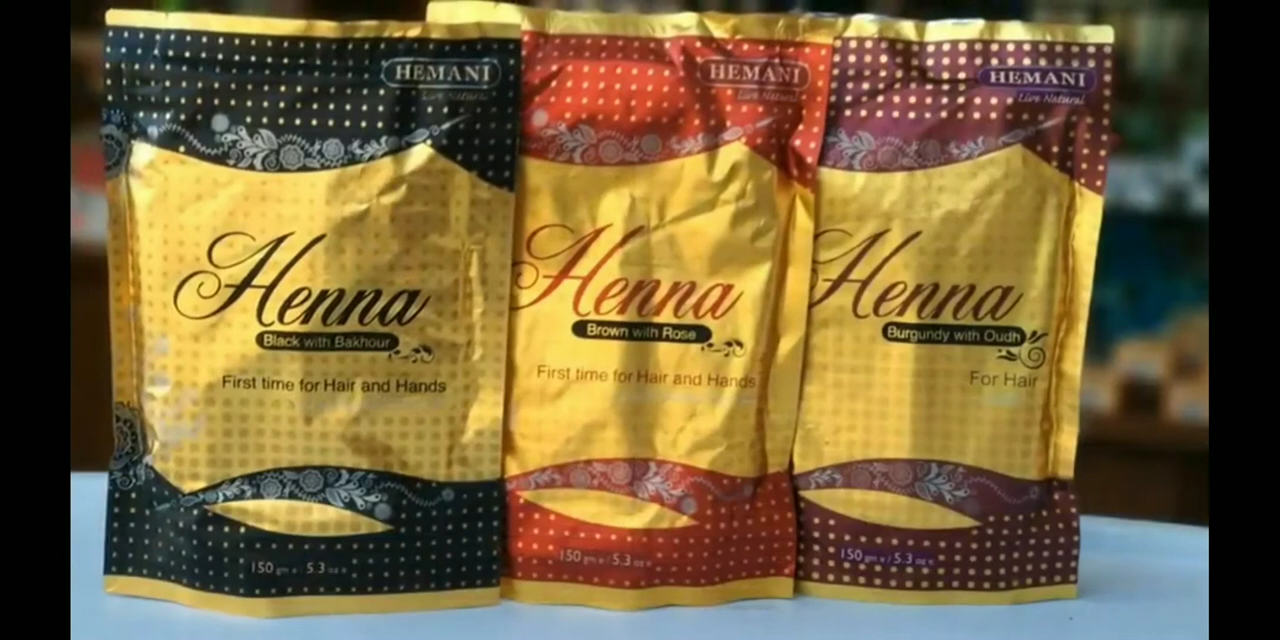 HEMANI
Live Natural
Henna
Black with Bakhour
First time for Hair and Hands
150 gm e / 5.3 oz e
HEMANI
Live Natural
Henna
Brown with Rose
First time for Hair and Hands
150 gm e / 5.3 oz e
HEMANI
Live Natural
Henna
Burgundy with Oudh
For Hair
150 gm e / 5.3 oz e